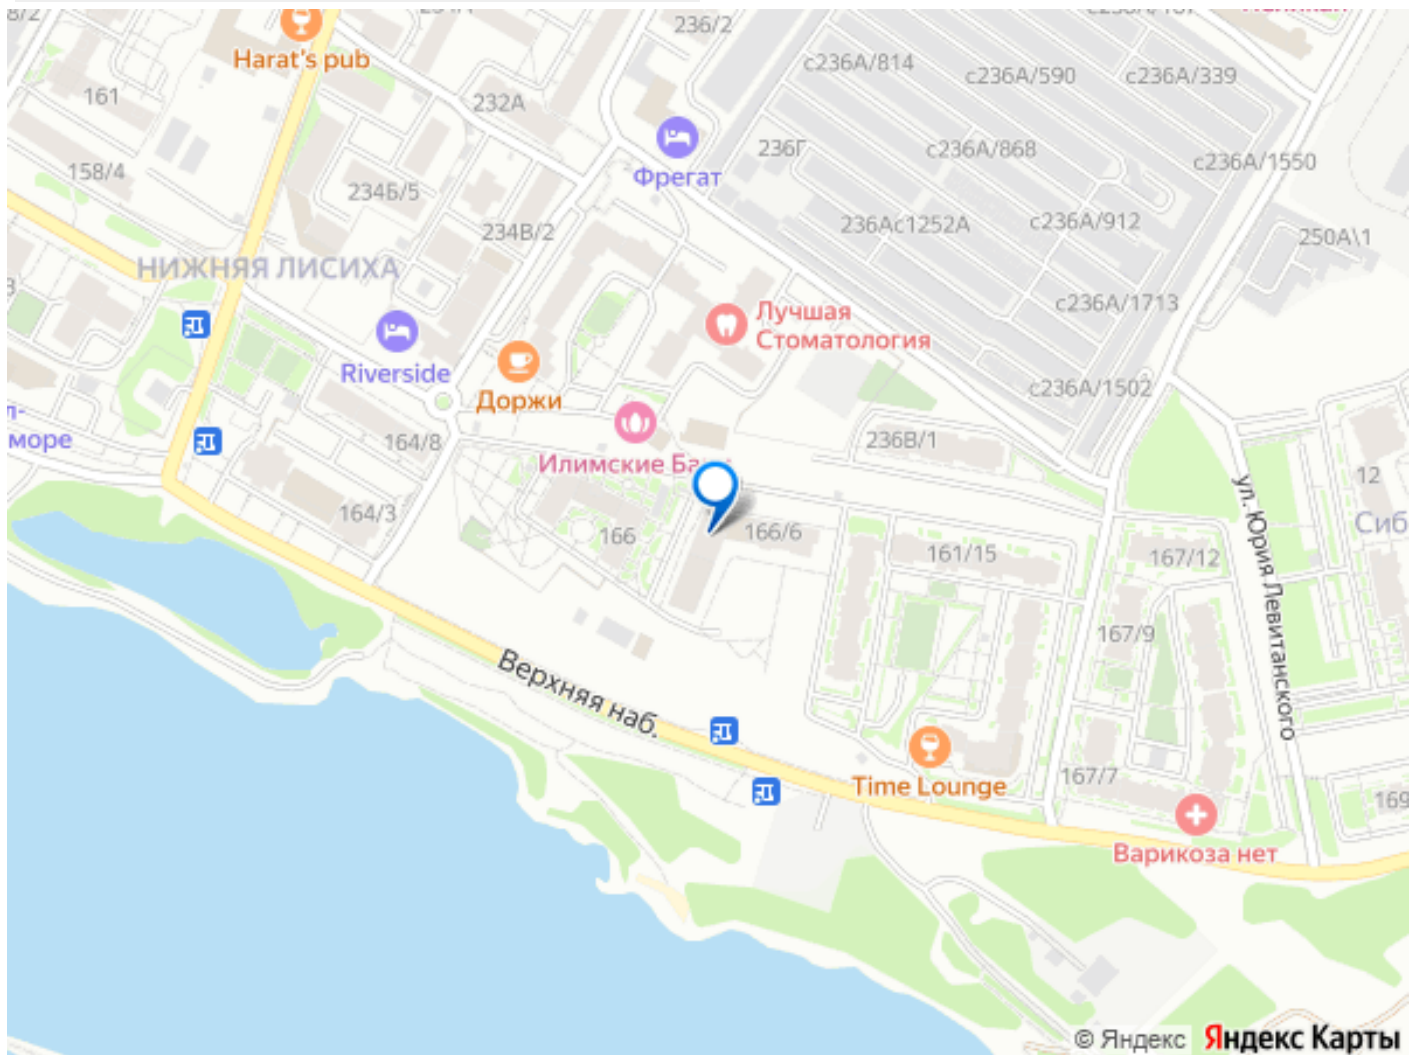 236/2
Harat's pub
с236А/814
с236А/590
с236А/339
161
232А
236Г
с236А/868
с236А/1550
158/4
234Б/5
Фрегат
236Ас1252А
с236А/912
234В/2
250А\1
НИЖНЯЯ ЛИСИХА
с236А/1713
Лучшая
Стоматология
Riverside
Доржи
с236А/1502
море
164/8
236В/1
Илимские
12
ул. Юрия Левитанского
164/3
166
166/6
161/15
167/12
Сиб
167/9
Верхняя наб.
167/7
Time Lounge
169
Варикоза нет
© Яндекс Яндекс Карты